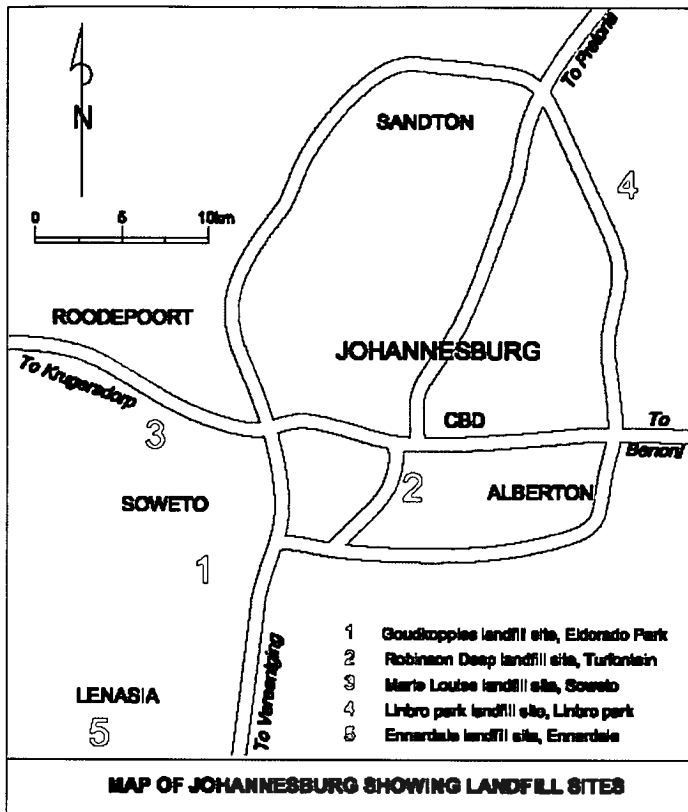 To Pretoria
N
SANDTON
4
0 5 10km
ROODEPOORT
JOHANNESBURG
To Krugersdorp
3
CBD
To
Benoni
2
SOWETO
ALBERTON
1
1 Goudkoppies landfill site, Eldorado Park
2 Robinson Deep landfill site, Turfontein
3 Marie Louise landfill site, Soweto
4 Linbro park landfill site, Linbro park
5 Ennerdale landfill site, Ennerdale
To Vereeniging
LENASIA
5
MAP OF JOHANNESBURG SHOWING LANDFILL SITES